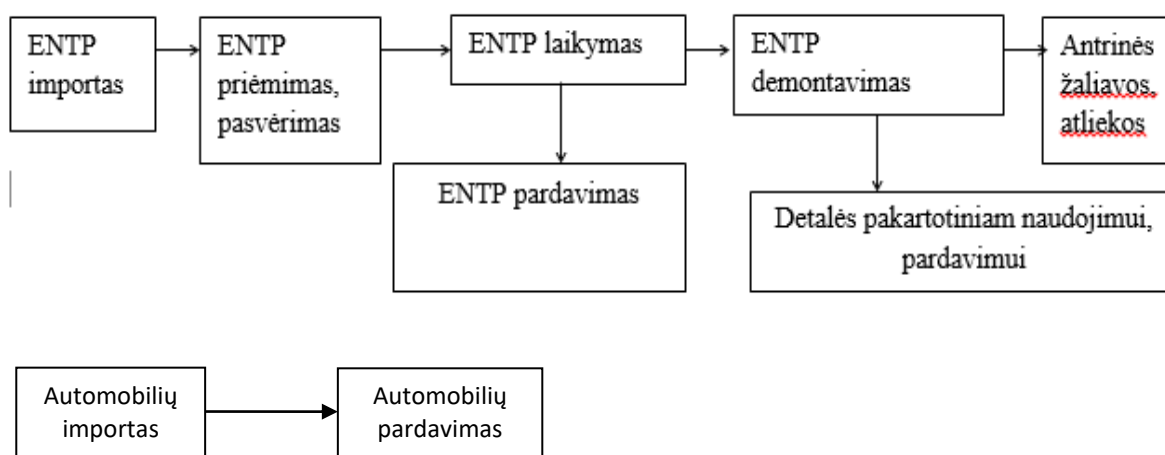 ENTP
importas
ENTP
priėmimas,
pasvėrimas
ENTP laikymas
ENTP
demontavimas
Antrinės
žaliavos,
atliekos
ENTP pardavimas
Detalės pakartotiniam naudojimui,
pardavimui
Automobilių
importas
Automobilių
pardavimas